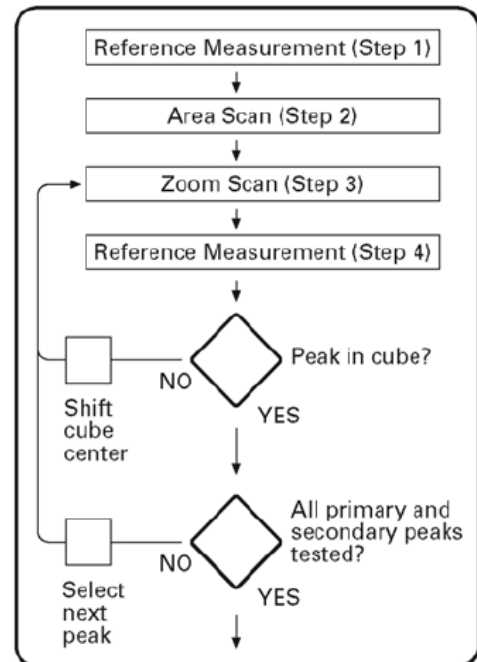 Reference Measurement (Step 1)
Area Scan (Step 2)
Zoom Scan (Step 3)
Reference Measurement (Step 4)
Peak in cube?
NO
Shift
cube
center
YES
All primary and
secondary peaks
tested?
NO
Select
next
peak
YES